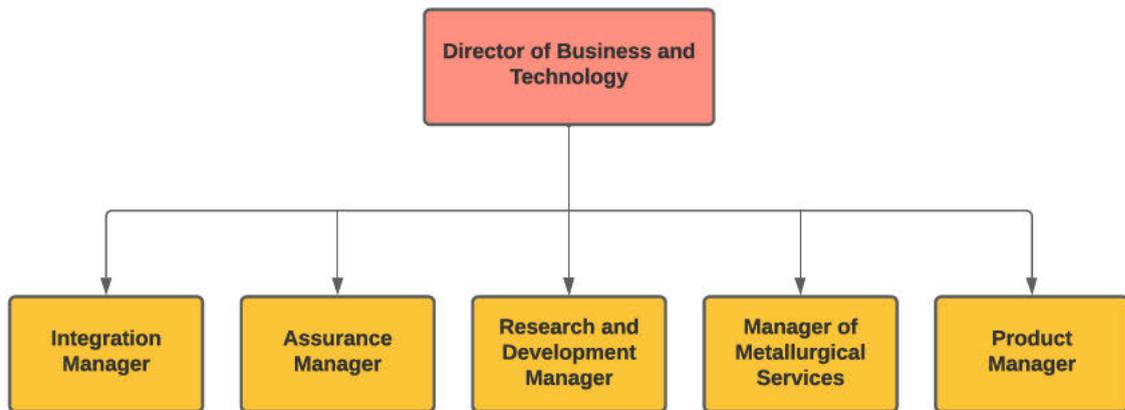 Director of Business and
Technology
Integration
Manager
Assurance
Manager
Research and
Development
Manager
Manager of
Metallurgical
Services
Product
Manager